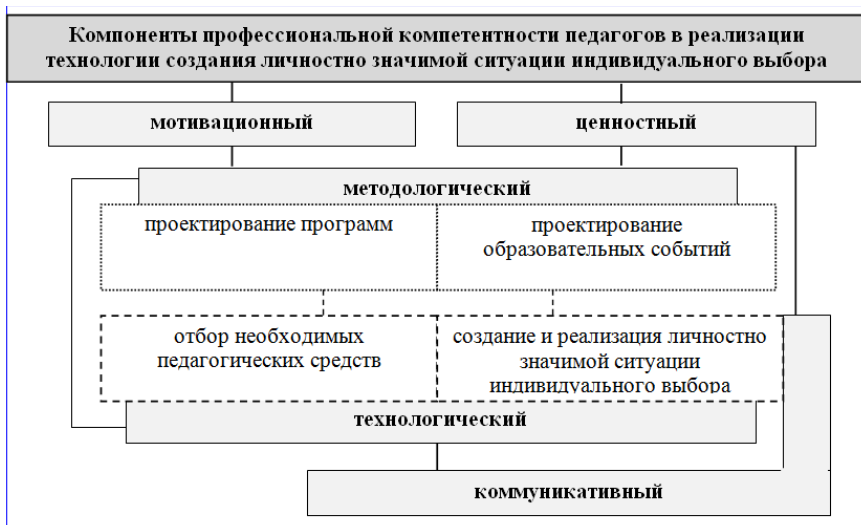 Компоненты профессиональной компетентности педагогов в реализации
технологии создания личностно значимой ситуации индивидуального выбора
мотивационный
ценностный
методологический
проектирование программ
проектирование
образовательных событий
отбор необходимых
педагогических средств
создание и реализация личностно
значимой ситуации
индивидуального выбора
технологический
коммуникативный